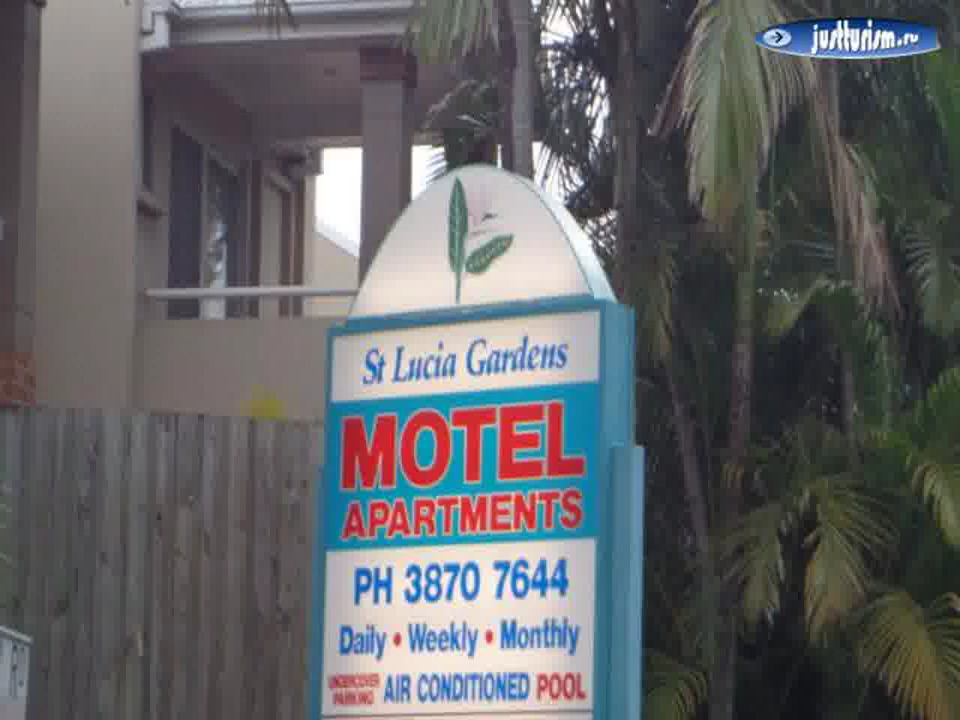 justturism.ru
St Lucia Gardens
MOTEL
APARTMENTS
PH 3870 7644
Daily • Weekly • Monthly
UNDERCOVER PARKING AIR CONDITIONED POOL